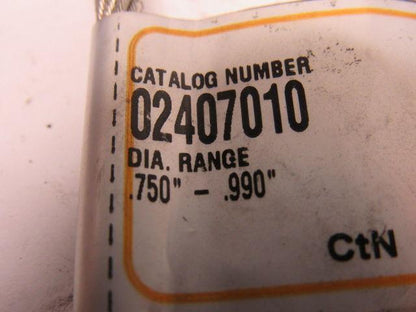 CATALOG NUMBER
02407010
DIA. RANGE
.750" - .990"
CtN